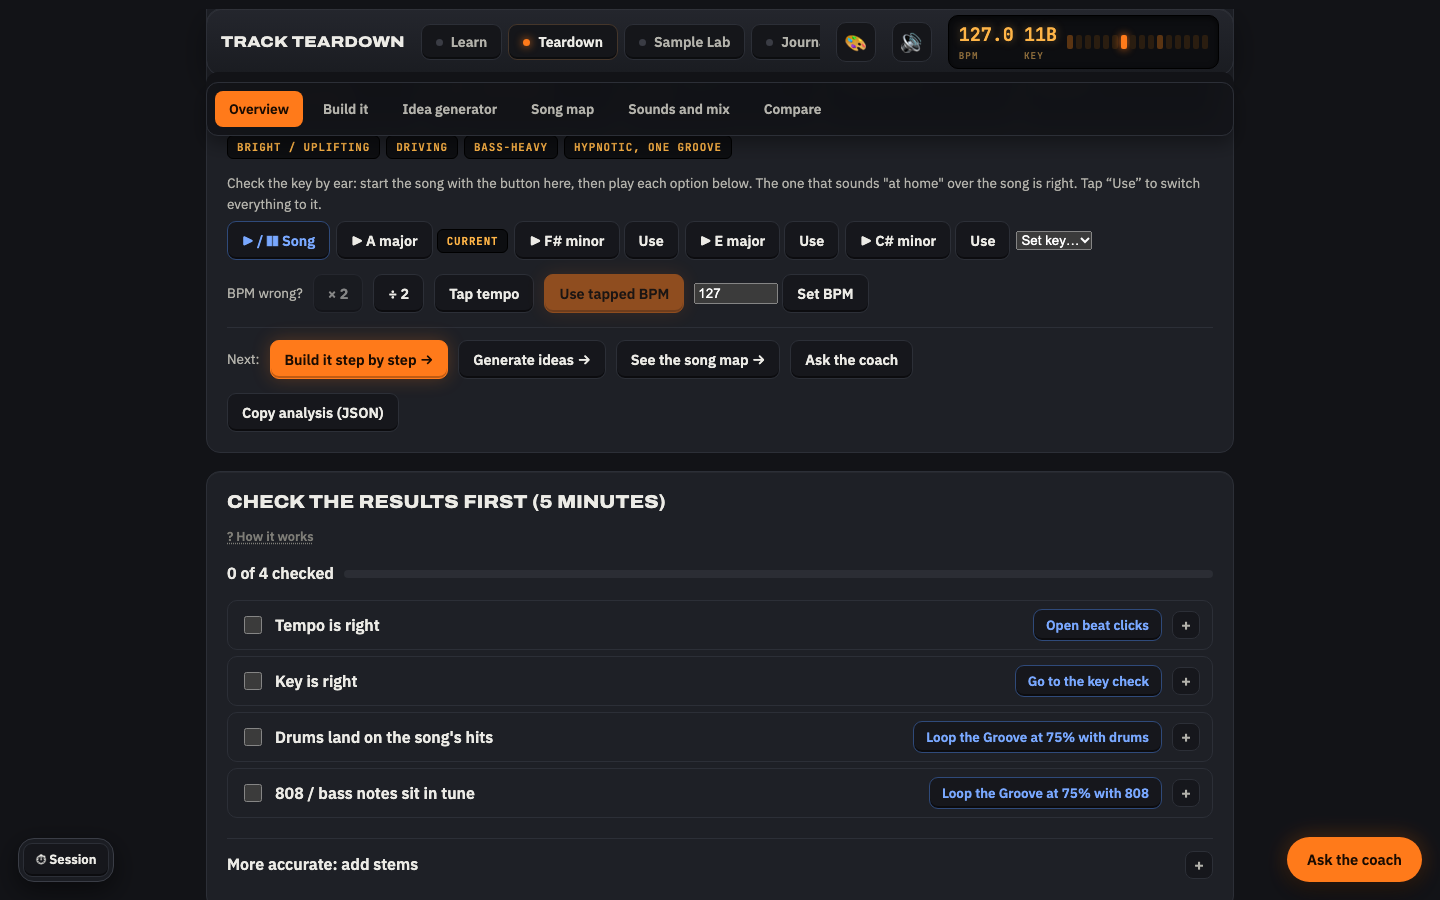 TRACK TEARDOWN
Learn
Teardown
Sample Lab
Journ
127.0 11B
BPM KEY
Overview
Build it
Idea generator
Song map
Sounds and mix
Compare
BRIGHT / UPLIFTING
DRIVING
BASS-HEAVY
HYPNOTIC, ONE GROOVE
Check the key by ear: start the song with the button here, then play each option below. The one that sounds "at home" over the song is right. Tap “Use” to switch
everything to it.
▶ / ▮▮ Song
▶ A major
CURRENT
▶ F# minor
Use
▶ E major
Use
▶ C# minor
Use
Set key...
BPM wrong?
× 2
÷ 2
Tap tempo
Use tapped BPM
127
Set BPM
Next:
Build it step by step →
Generate ideas →
See the song map →
Ask the coach
Copy analysis (JSON)
CHECK THE RESULTS FIRST (5 MINUTES)
? How it works
0 of 4 checked
Tempo is right
Open beat clicks
+
Key is right
Go to the key check
+
Drums land on the song's hits
Loop the Groove at 75% with drums
+
808 / bass notes sit in tune
Loop the Groove at 75% with 808
+
More accurate: add stems
+
⏱ Session
Ask the coach